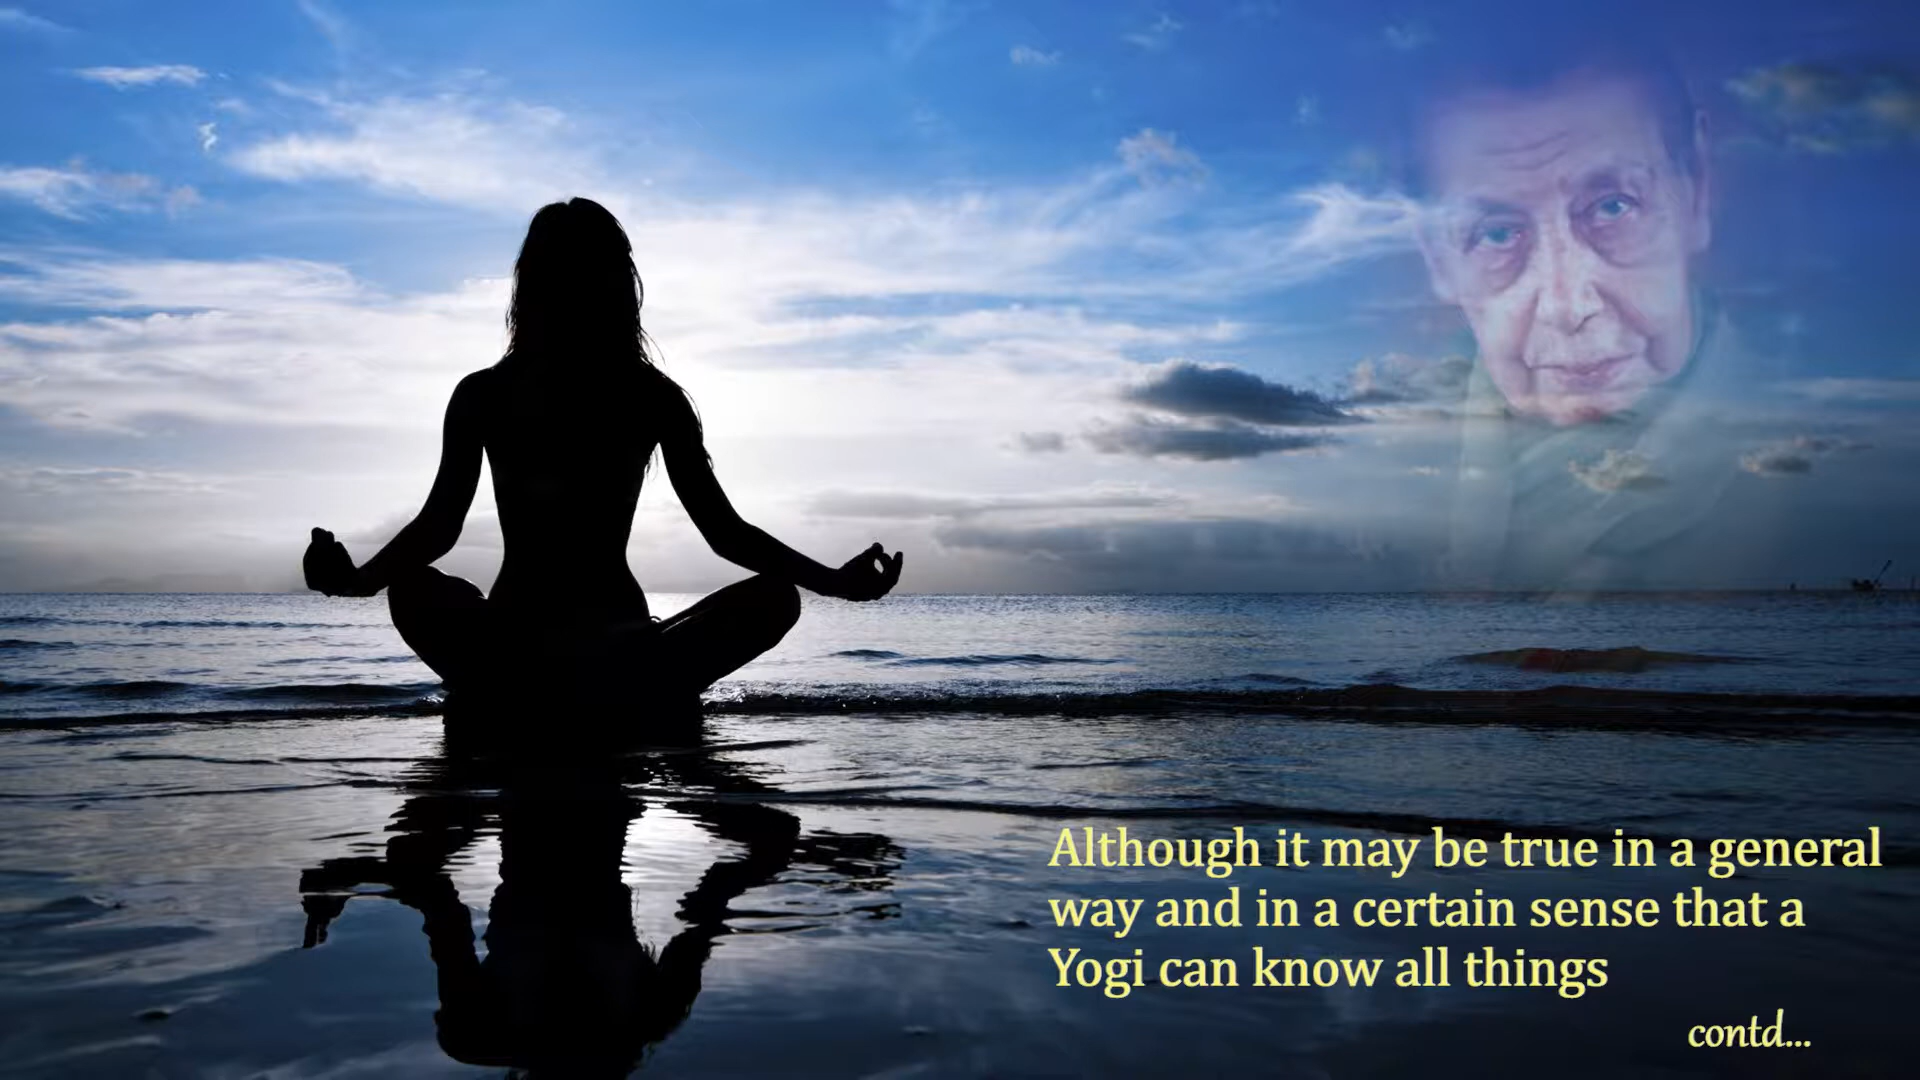 Although it may be true in a general
way and in a certain sense that a
Yogi can know all things
contd...